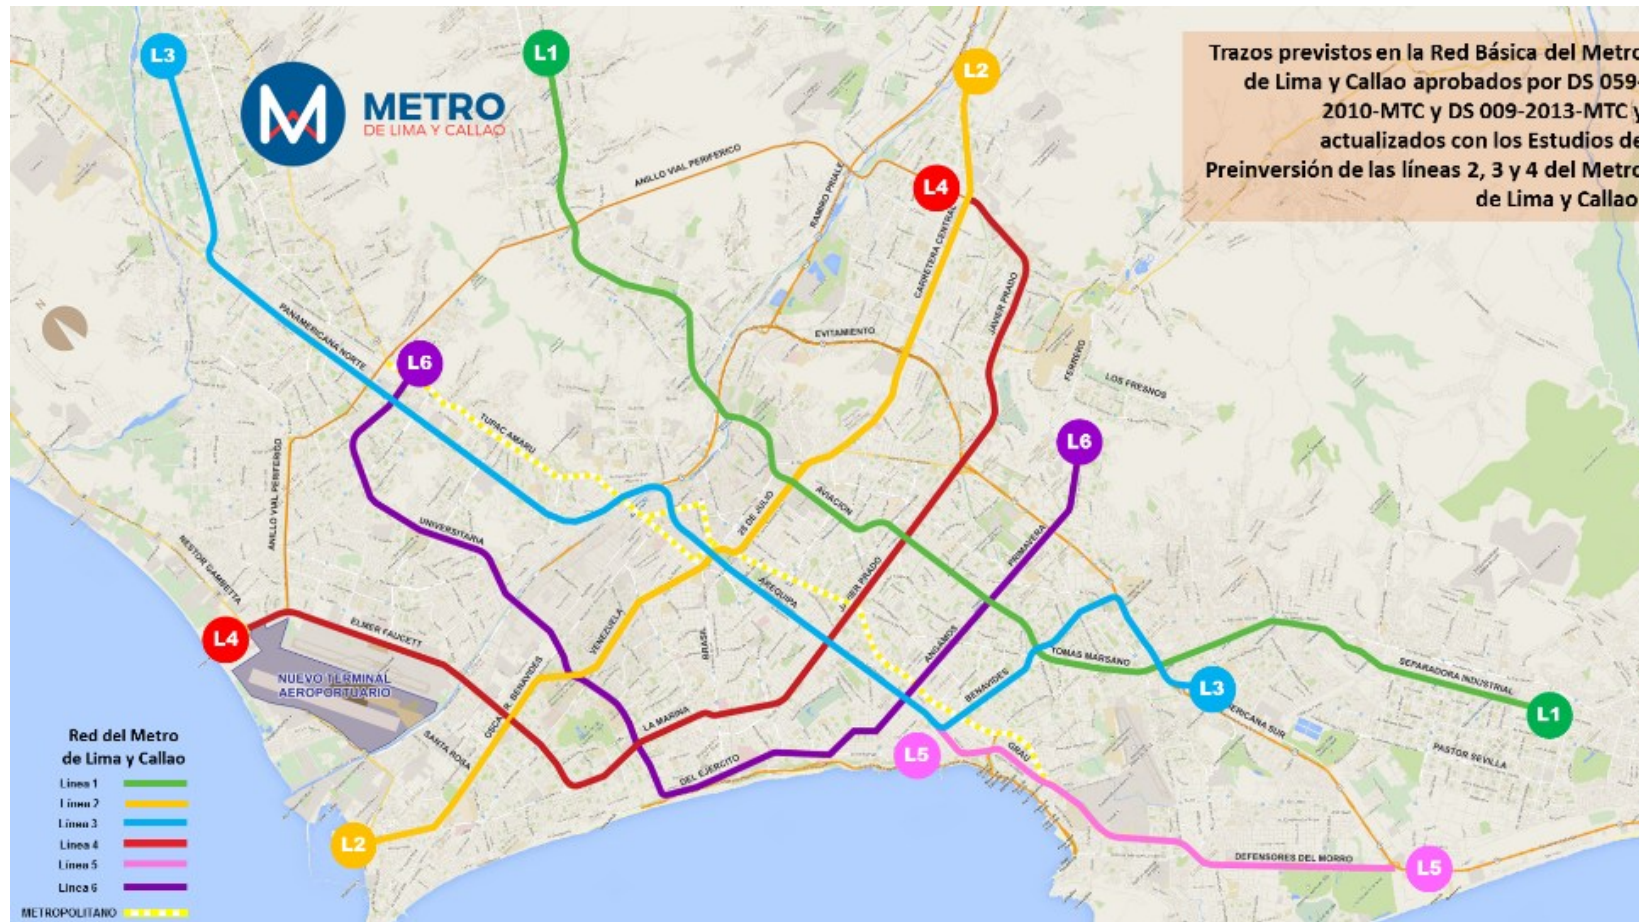 L3
L1
L2
METRO
DE LIMA Y CALLAO
Trazos previstos en la Red Básica del Metro
de Lima y Callao aprobados por DS 059-
2010-MTC y DS 009-2013-MTC y
actualizados con los Estudios de
Preinversión de las líneas 2, 3 y 4 del Metro
de Lima y Callao
ANILLO VIAL PERIFERICO
RAMIRO PRIALE
L4
CARRETERA CENTRAL
JAVIER PRADO
PANAMERICANA NORTE
EVITAMIENTO
L6
FERRERO
LOS FRESNOS
TUPAC AMARU
L6
ANILLO VIAL PERIFERICO
AVIACION
28 DE JULIO
UNIVERSITARIA
PRIMAVERA
NESTOR GAMBETTA
AREQUIPA
JAVIER PRADO
L4
ELMER FAUCETT
VENEZUELA
BRASIL
ANGAMOS
TOMAS MARSANO
SEPARADORA INDUSTRIAL
NUEVO TERMINAL
AEROPORTUARIO
OSCAR R. BENAVIDES
BENAVIDES
L3
ERICANA SUR
L1
LA MARINA
SANTA ROSA
DEL EJERCITO
L5
GRAU
PASTOR SEVILLA
L2
DEFENSORES DEL MORRO
L5
Red del Metro
de Lima y Callao
Línea 1
Línea 2
Línea 3
Línea 4
Línea 5
Línea 6
METROPOLITANO